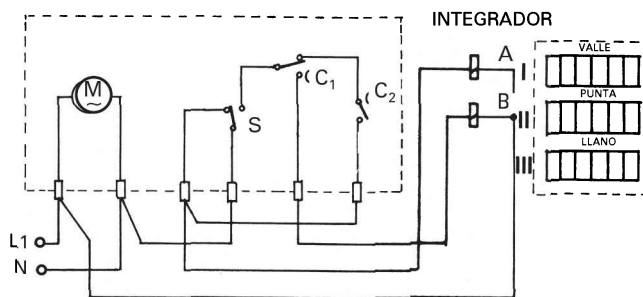 INTEGRADOR
VALLE
A
I
M
~
C1
PUNTA
C2
B
II
S
LLANO
III
L1
N